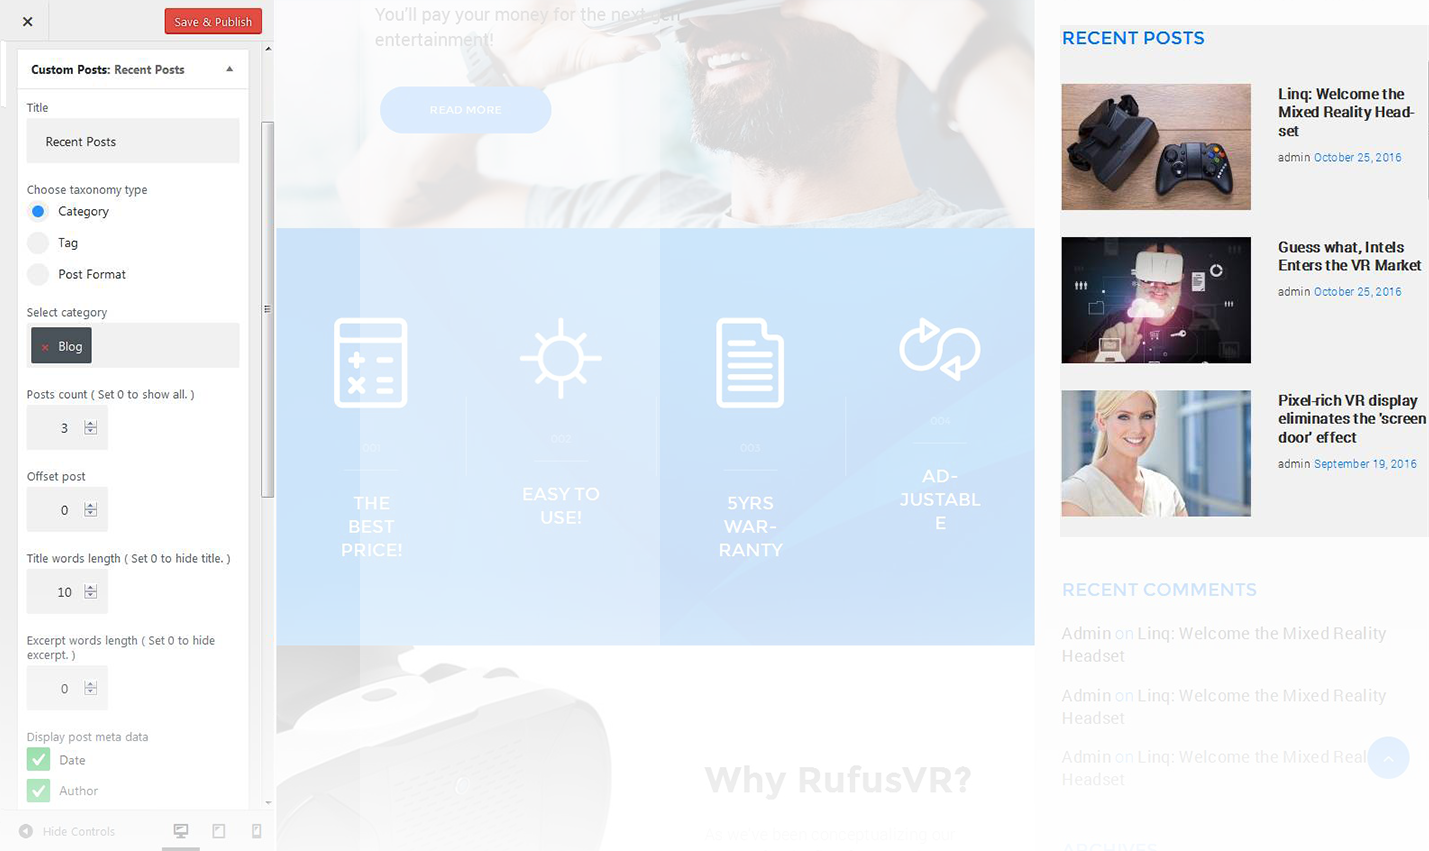 Save & Publish
Custom Posts: Recent Posts
Title
Recent Posts
Choose taxonomy type
Category
Tag
Post Format
Select category
× Blog
Posts count ( Set 0 to show all. )
3
Offset post
0
Title words length ( Set 0 to hide title. )
10
Excerpt words length ( Set 0 to hide
excerpt. )
0
Display post meta data
Date
Author
Hide Controls
You'll pay your money for the next-gen
entertainment!
READ MORE
001
THE
BEST
PRICE!
002
EASY TO
USE!
003
5YRS
WAR-
RANTY
004
AD-
JUSTABL
E
Why RufusVR?
RECENT POSTS
Linq: Welcome the
Mixed Reality Head-
set
admin October 25, 2016
Guess what, Intels
Enters the VR Market
admin October 25, 2016
Pixel-rich VR display
eliminates the 'screen
door' effect
admin September 19, 2016
RECENT COMMENTS
Admin on Linq: Welcome the Mixed Reality
Headset
Admin on Linq: Welcome the Mixed Reality
Headset
Admin on Linq: Welcome the Mixed Real
Headset
ARCHIVES